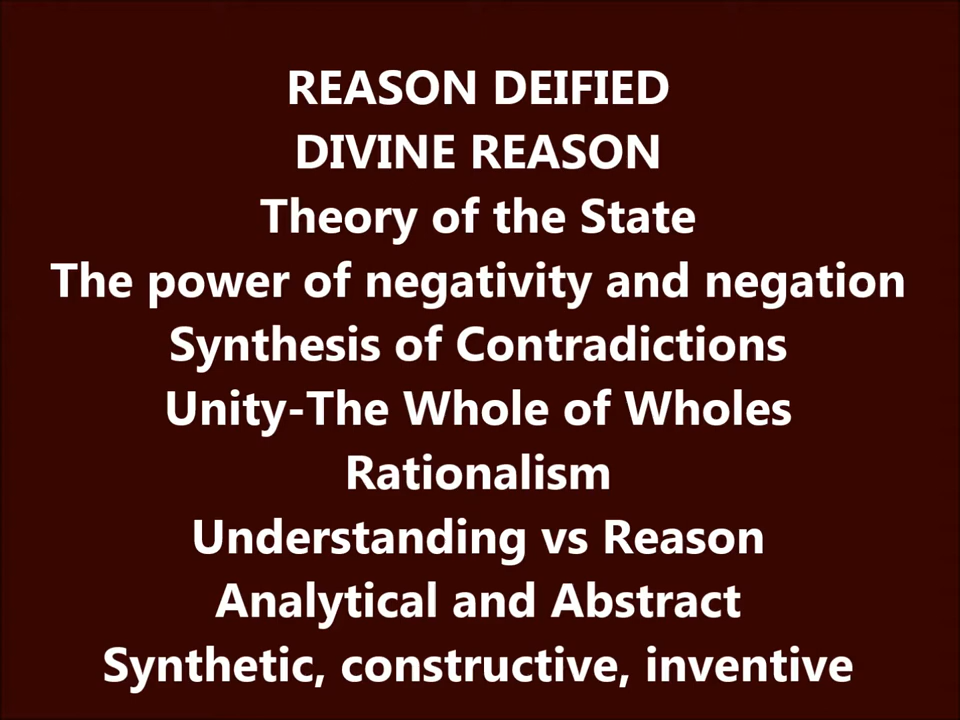 REASON DEIFIED
DIVINE REASON
Theory of the State
The power of negativity and negation
Synthesis of Contradictions
Unity-The Whole of Wholes
Rationalism
Understanding vs Reason
Analytical and Abstract
Synthetic, constructive, inventive